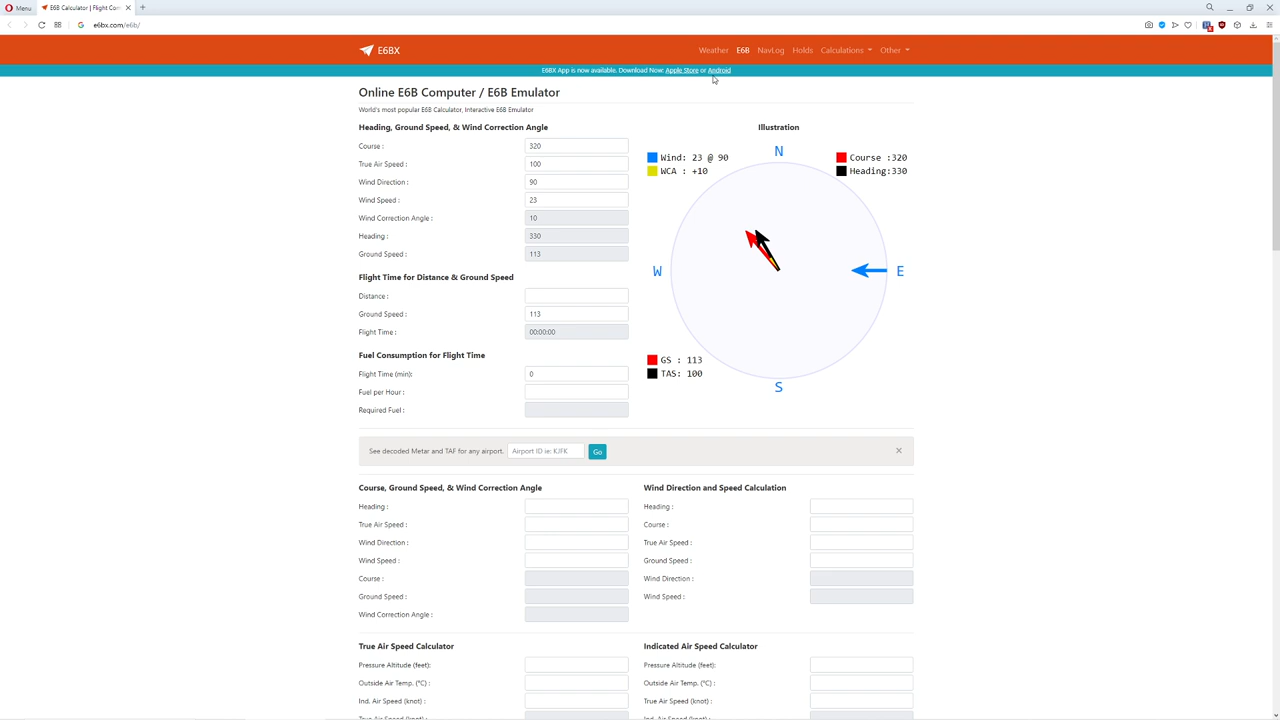 Menu
E6B Calculator | Flight Com
e6bx.com/e6b/
E6BX
Weather
E6B
NavLog
Holds
Calculations
Other
E6BX App is now available. Download Now: Apple Store or Android
Online E6B Computer / E6B Emulator
World's most popular E6B Calculator, Interactive E6B Emulator
Heading, Ground Speed, & Wind Correction Angle
Course : 320
True Air Speed : 100
Wind Direction : 90
Wind Speed : 23
Wind Correction Angle : 10
Heading : 330
Ground Speed : 113
Illustration
Wind: 23 @ 90
WCA : +10
Course :320
Heading:330
N
W
E
S
GS : 113
TAS: 100
Flight Time for Distance & Ground Speed
Distance :
Ground Speed : 113
Flight Time : 00:00:00
Fuel Consumption for Flight Time
Flight Time (min): 0
Fuel per Hour :
Required Fuel :
See decoded Metar and TAF for any airport. Airport ID ie: KJFK Go
Course, Ground Speed, & Wind Correction Angle
Heading :
True Air Speed :
Wind Direction :
Wind Speed :
Course :
Ground Speed :
Wind Correction Angle :
Wind Direction and Speed Calculation
Heading :
Course :
True Air Speed :
Ground Speed :
Wind Direction :
Wind Speed :
True Air Speed Calculator
Pressure Altitude (feet):
Outside Air Temp. (°C) :
Ind. Air Speed (knot) :
True Air Speed (knot) :
Indicated Air Speed Calculator
Pressure Altitude (feet):
Outside Air Temp. (°C) :
True Air Speed (knot) :
Ind. Air Speed (knot) :